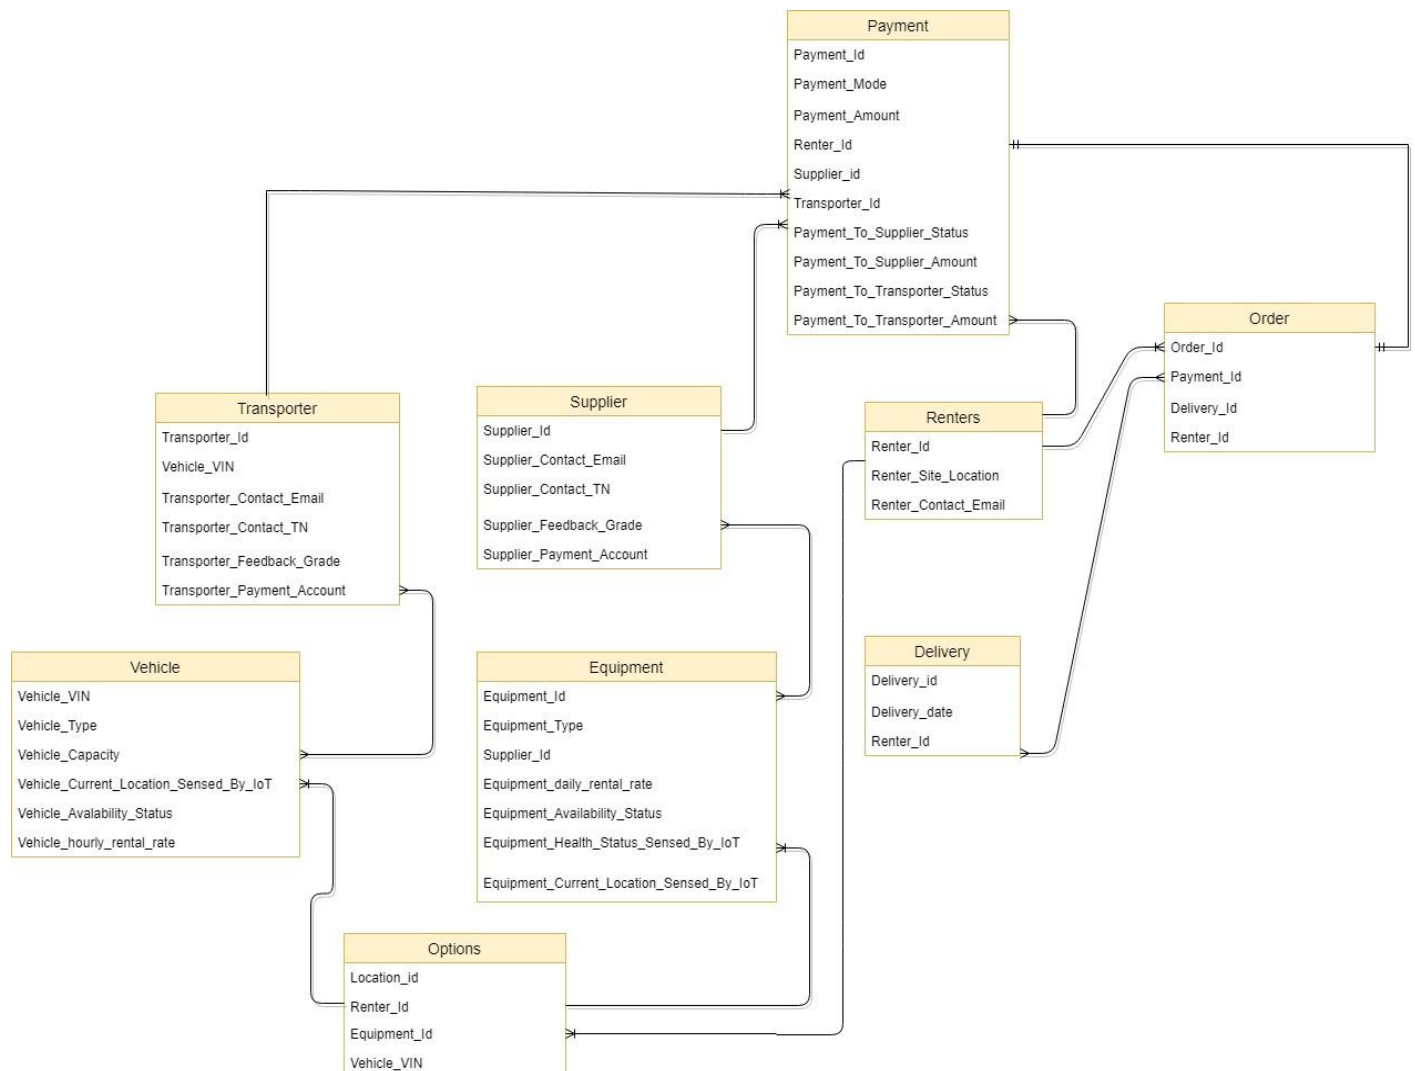 Payment
Payment_Id
Payment_Mode
Payment_Amount
Renter_Id
Supplier_id
Transporter_Id
Payment_To_Supplier_Status
Payment_To_Supplier_Amount
Payment_To_Transporter_Status
Payment_To_Transporter_Amount
Order
Order_Id
Payment_Id
Delivery_Id
Renter_Id
Transporter
Transporter_Id
Vehicle_VIN
Transporter_Contact_Email
Transporter_Contact_TN
Transporter_Feedback_Grade
Transporter_Payment_Account
Supplier
Supplier_Id
Supplier_Contact_Email
Supplier_Contact_TN
Supplier_Feedback_Grade
Supplier_Payment_Account
Renters
Renter_Id
Renter_Site_Location
Renter_Contact_Email
Vehicle
Vehicle_VIN
Vehicle_Type
Vehicle_Capacity
Vehicle_Current_Location_Sensed_By_IoT
Vehicle_Avalability_Status
Vehicle_hourly_rental_rate
Equipment
Equipment_Id
Equipment_Type
Supplier_Id
Equipment_daily_rental_rate
Equipment_Availability_Status
Equipment_Health_Status_Sensed_By_IoT
Equipment_Current_Location_Sensed_By_IoT
Delivery
Delivery_id
Delivery_date
Renter_Id
Options
Location_id
Renter_Id
Equipment_Id
Vehicle_VIN